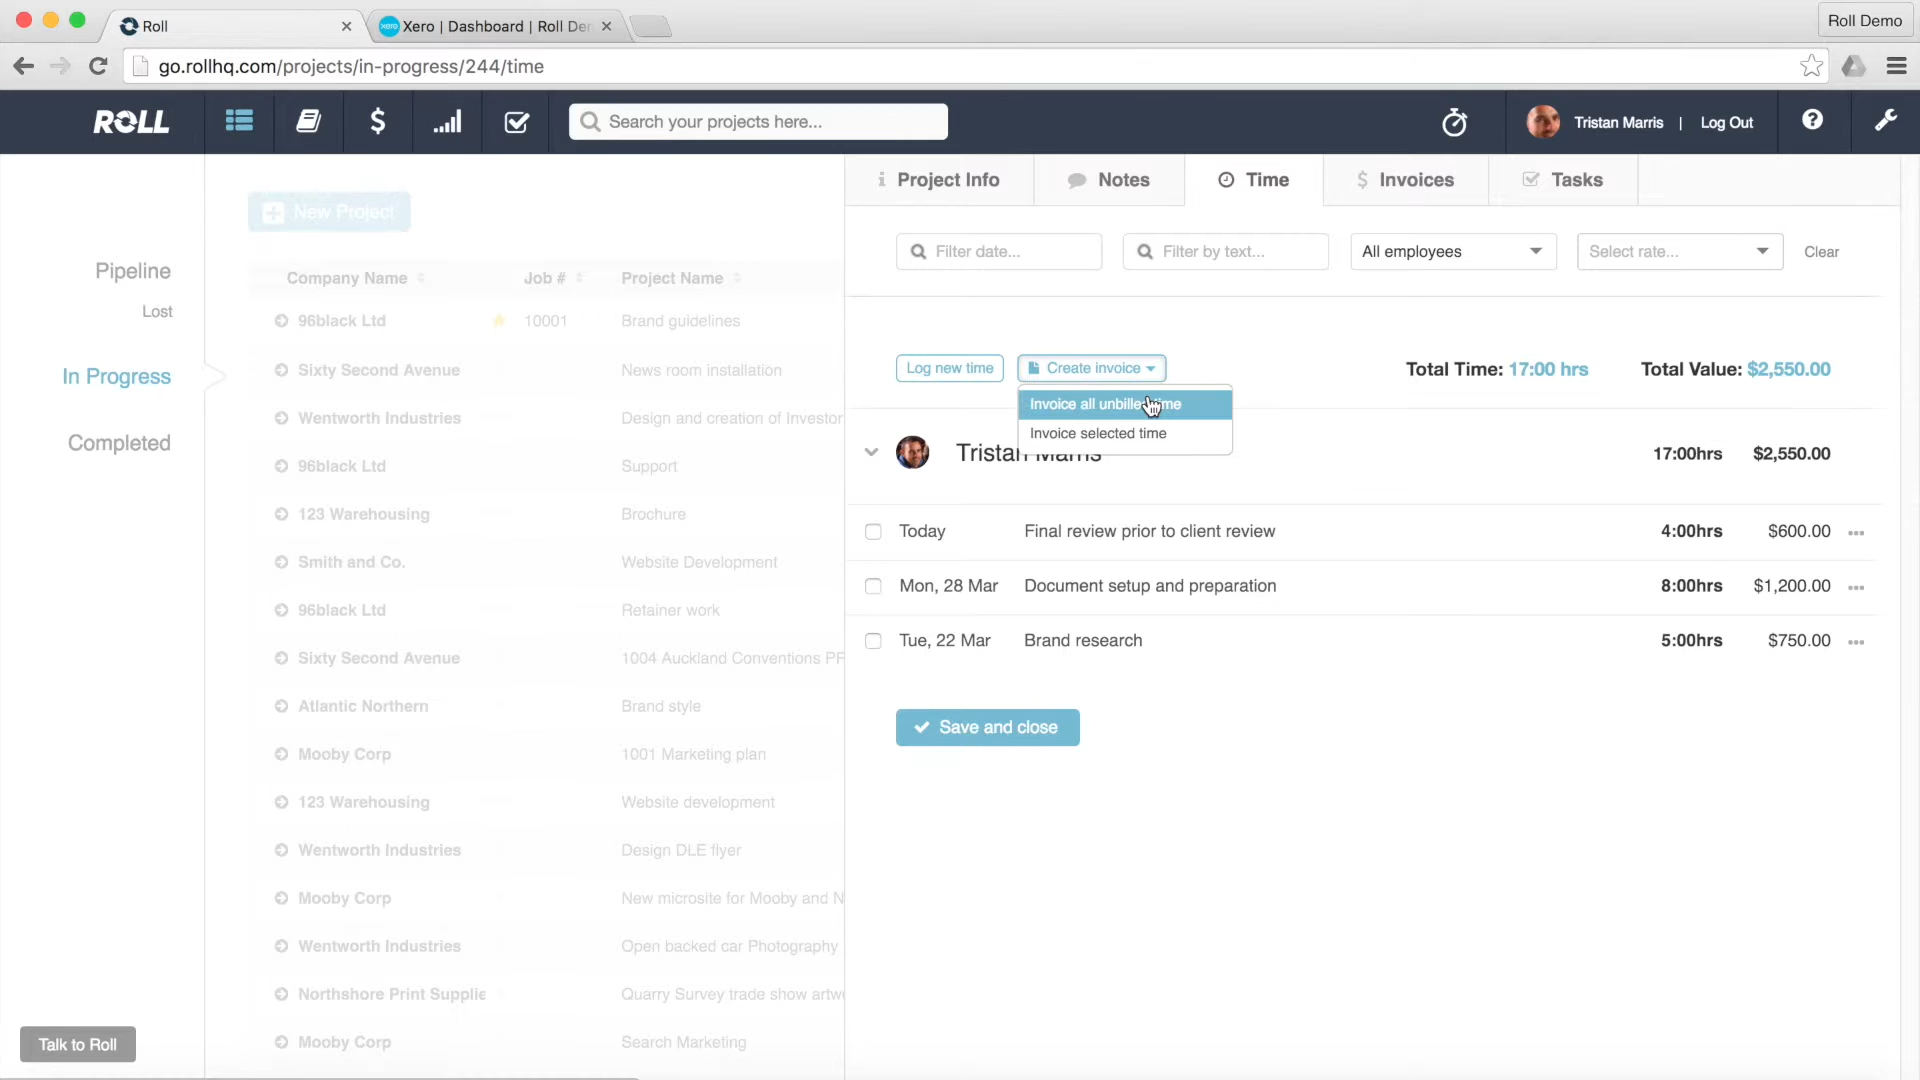 Roll
Xero | Dashboard | Roll De
Roll Demo
go.rollhq.com/projects/in-progress/244/time
ROLL
Search your projects here...
Tristan Marris | Log Out
Project Info
Notes
Time
Invoices
Tasks
New Project
Filter date...
Filter by text...
All employees
Select rate...
Clear
Pipeline
Lost
In Progress
Completed
Company Name Job # Project Name
96black Ltd 10001 Brand guidelines
Sixty Second Avenue News room installation
Wentworth Industries Design and creation of Investor
96black Ltd Support
123 Warehousing Brochure
Smith and Co. Website Development
96black Ltd Retainer work
Sixty Second Avenue 1004 Auckland Conventions PF
Atlantic Northern Brand style
Mooby Corp 1001 Marketing plan
123 Warehousing Website development
Wentworth Industries Design DLE flyer
Mooby Corp New microsite for Mooby and N
Wentworth Industries Open backed car Photography
Northshore Print Supplie Quarry Survey trade show artw
Mooby Corp Search Marketing
Log new time
Create invoice
Total Time: 17:00 hrs
Total Value: $2,550.00
Invoice all unbilled time
Invoice selected time
Tristan Marris 17:00hrs $2,550.00
Today Final review prior to client review 4:00hrs $600.00
Mon, 28 Mar Document setup and preparation 8:00hrs $1,200.00
Tue, 22 Mar Brand research 5:00hrs $750.00
Save and close
Talk to Roll